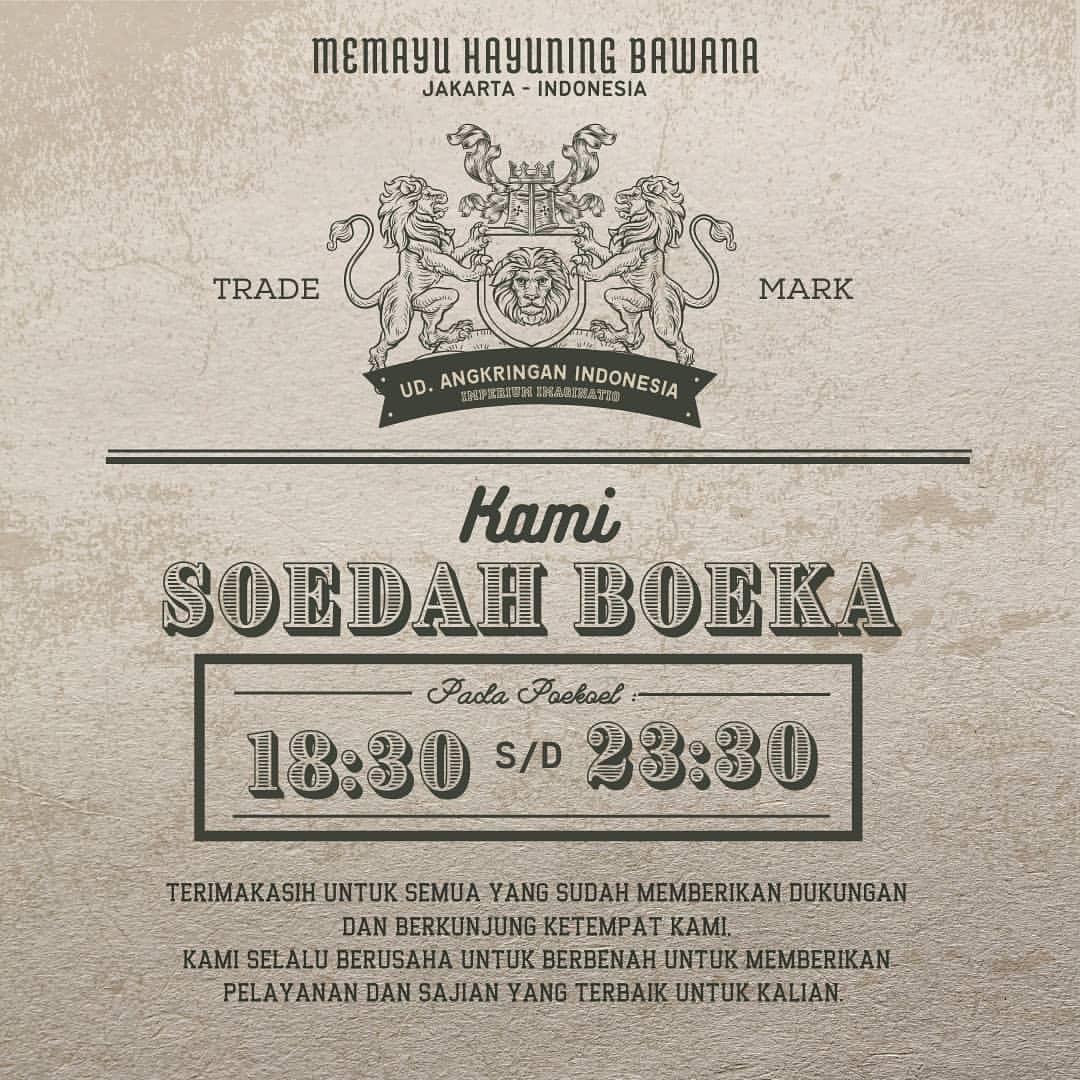 MEMAYU HAYUNING BAWANA
JAKARTA - INDONESIA
TRADE MARK
UD. ANGKRINGAN INDONESIA
IMPERIUM IMAGINATIO
Kami
SOEDAH BOEKA
Pada Poekoel :
18:30 S/D 23:30
TERIMAKASIH UNTUK SEMUA YANG SUDAH MEMBERIKAN DUKUNGAN
DAN BERKUNJUNG KETEMPAT KAMI.
KAMI SELALU BERUSAHA UNTUK BERBENAH UNTUK MEMBERIKAN
PELAYANAN DAN SAJIAN YANG TERBAIK UNTUK KALIAN.